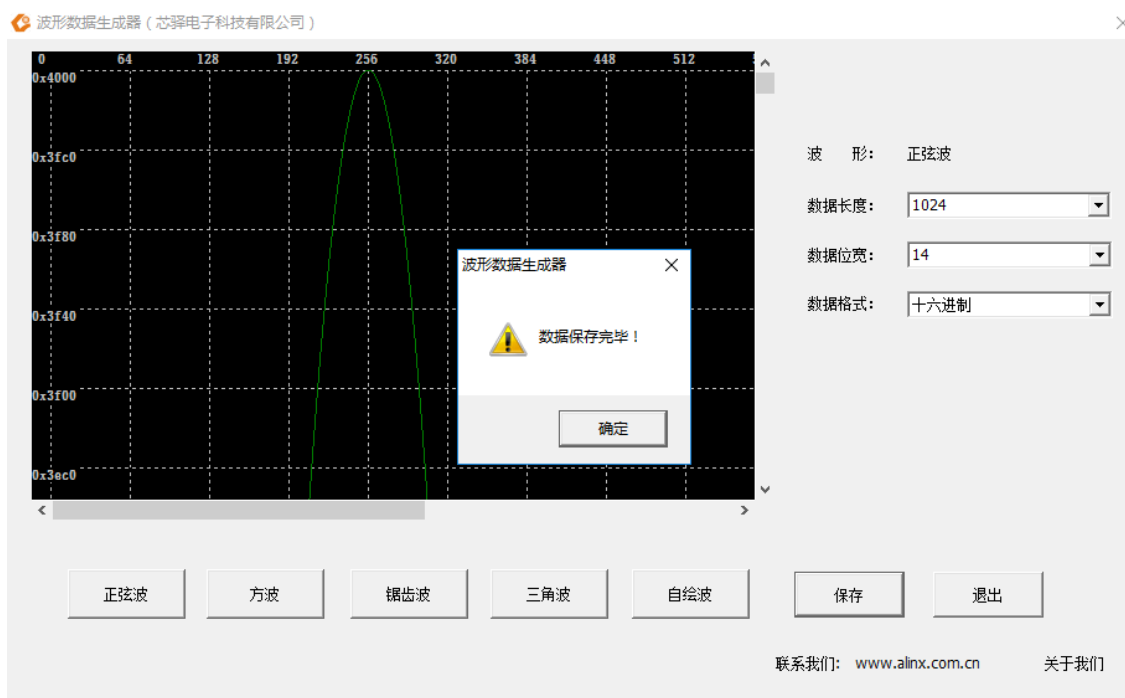 波形数据生成器（芯驿电子科技有限公司）
0 64 128 192 256 320 384 448 512
0x4000
0x3fc0
0x3f80
0x3f40
0x3f00
0x3ec0
波形数据生成器
数据保存完毕！
确定
波 形： 正弦波
数据长度： 1024
数据位宽： 14
数据格式： 十六进制
正弦波 方波 锯齿波 三角波 自绘波 保存 退出
联系我们: www.alinx.com.cn 关于我们